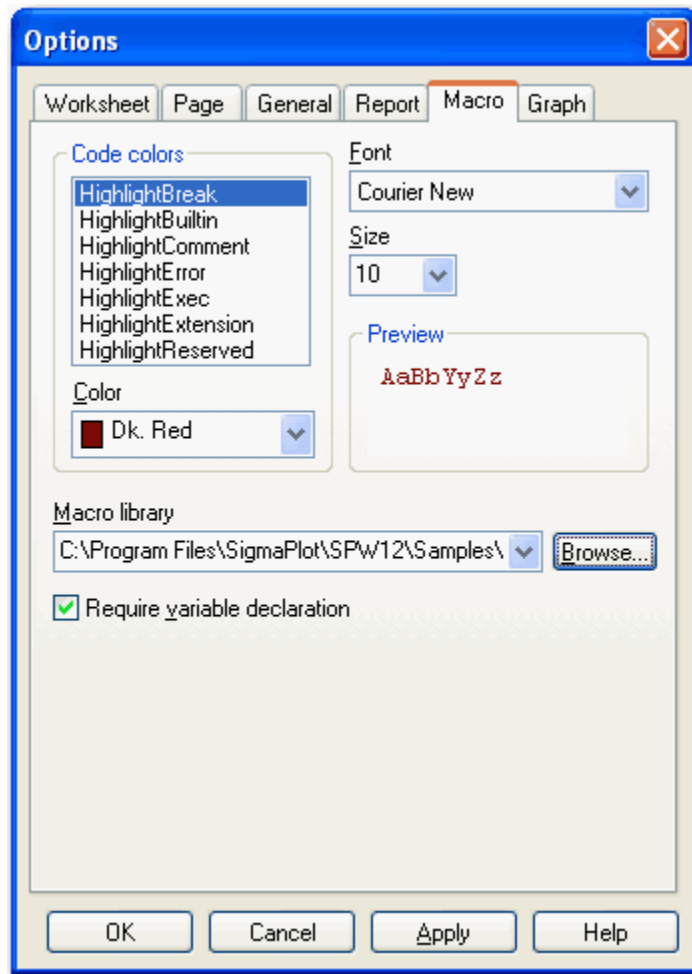 Options
Worksheet Page General Report Macro Graph
Code colors
HighlightBreak
HighlightBuiltin
HighlightComment
HighlightError
HighlightExec
HighlightExtension
HighlightReserved
Color
Dk. Red
Font
Courier New
Size
10
Preview
AaBbYyZz
Macro library
C:\Program Files\SigmaPlot\SPW12\Samples\ Browse...
Require variable declaration
OK Cancel Apply Help